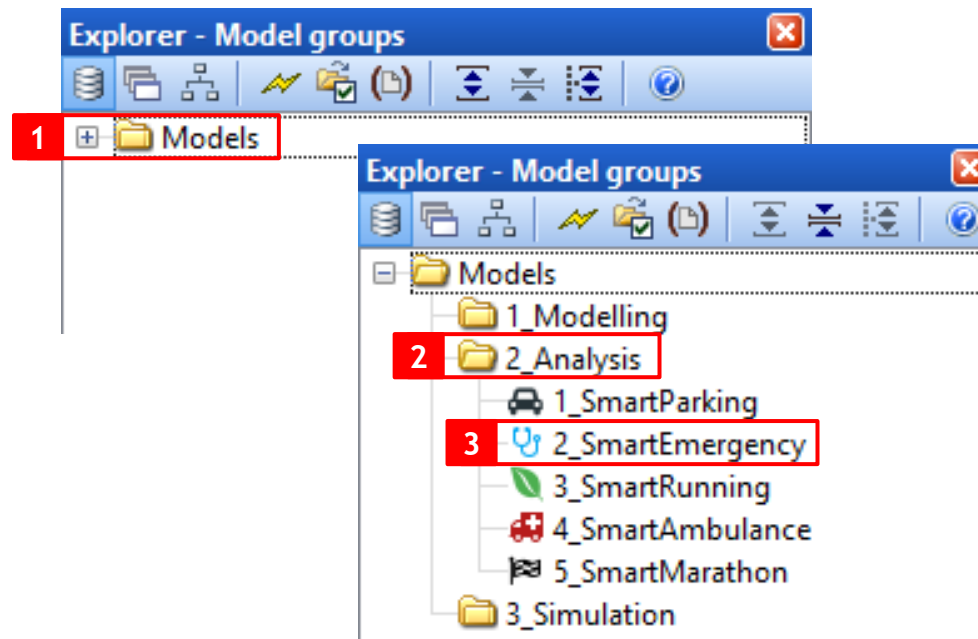 Explorer - Model groups
1 Models
Explorer - Model groups
Models
1_Modelling
2 2_Analysis
1_SmartParking
3 2_SmartEmergency
3_SmartRunning
4_SmartAmbulance
5_SmartMarathon
3_Simulation